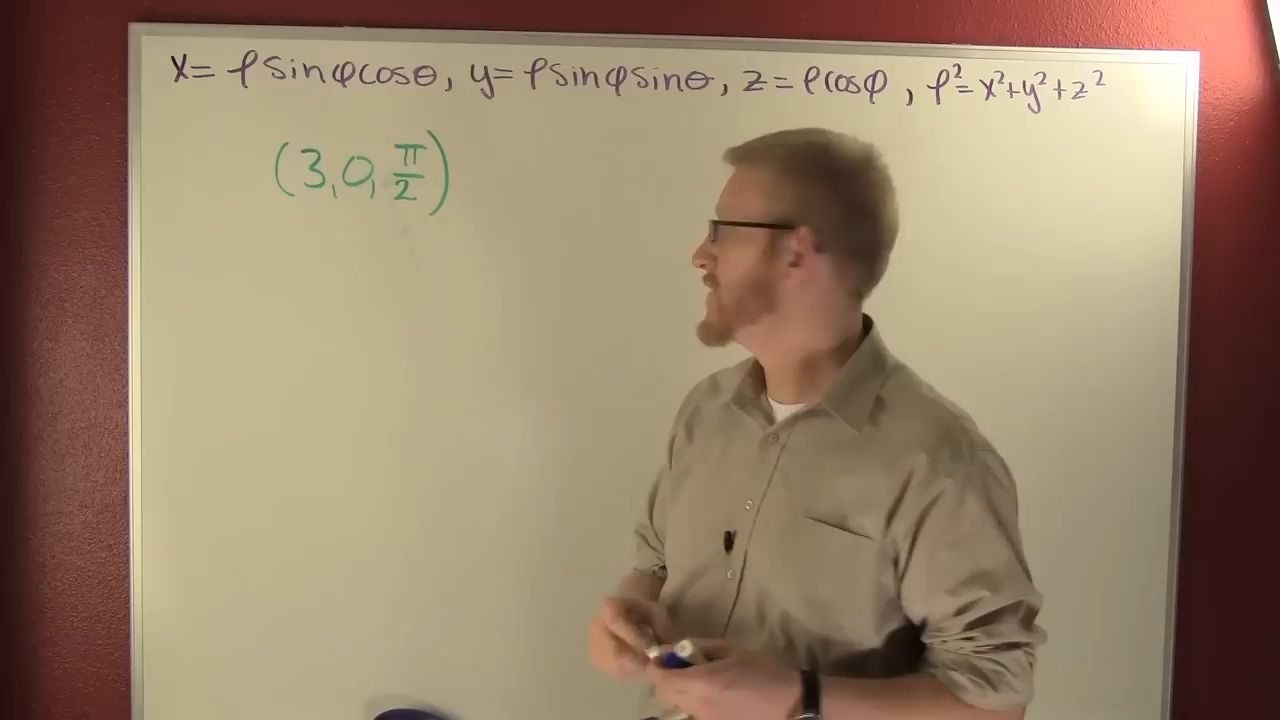 x = ρ sin φ cos θ, y = ρ sin φ sin θ, z = ρ cos φ, ρ² = x² + y² + z²
(3, 0, π/2)